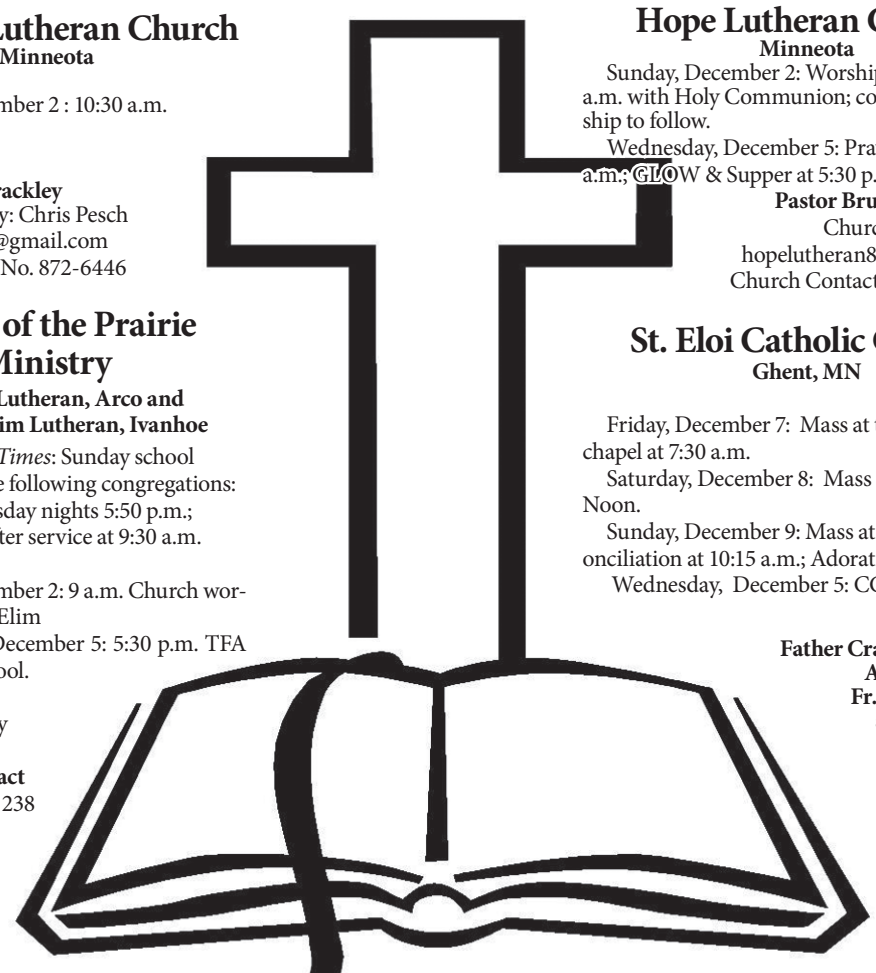 Lutheran Church
Minneota
mber 2 : 10:30 a.m.
rackley
y: Chris Pesch
@gmail.com
No. 872-6446
of the Prairie
Ministry
Lutheran, Arco and
im Lutheran, Ivanhoe
Times: Sunday school
e following congregations:
sday nights 5:50 p.m.;
ter service at 9:30 a.m.
mber 2: 9 a.m. Church wor-
Elim
December 5: 5:30 p.m. TFA
ool.
y
act
238
Hope Lutheran C
Minneota
Sunday, December 2: Worship
a.m. with Holy Communion; co
ship to follow.
Wednesday, December 5: Pra
a.m.; GLOW & Supper at 5:30 p.
Pastor Bru
Churc
hopelutheran8
Church Contact
St. Eloi Catholic C
Ghent, MN
Friday, December 7: Mass at t
chapel at 7:30 a.m.
Saturday, December 8: Mass
Noon.
Sunday, December 9: Mass at
onciliation at 10:15 a.m.; Adorat
Wednesday, December 5: CC
Father Cra
A
Fr.